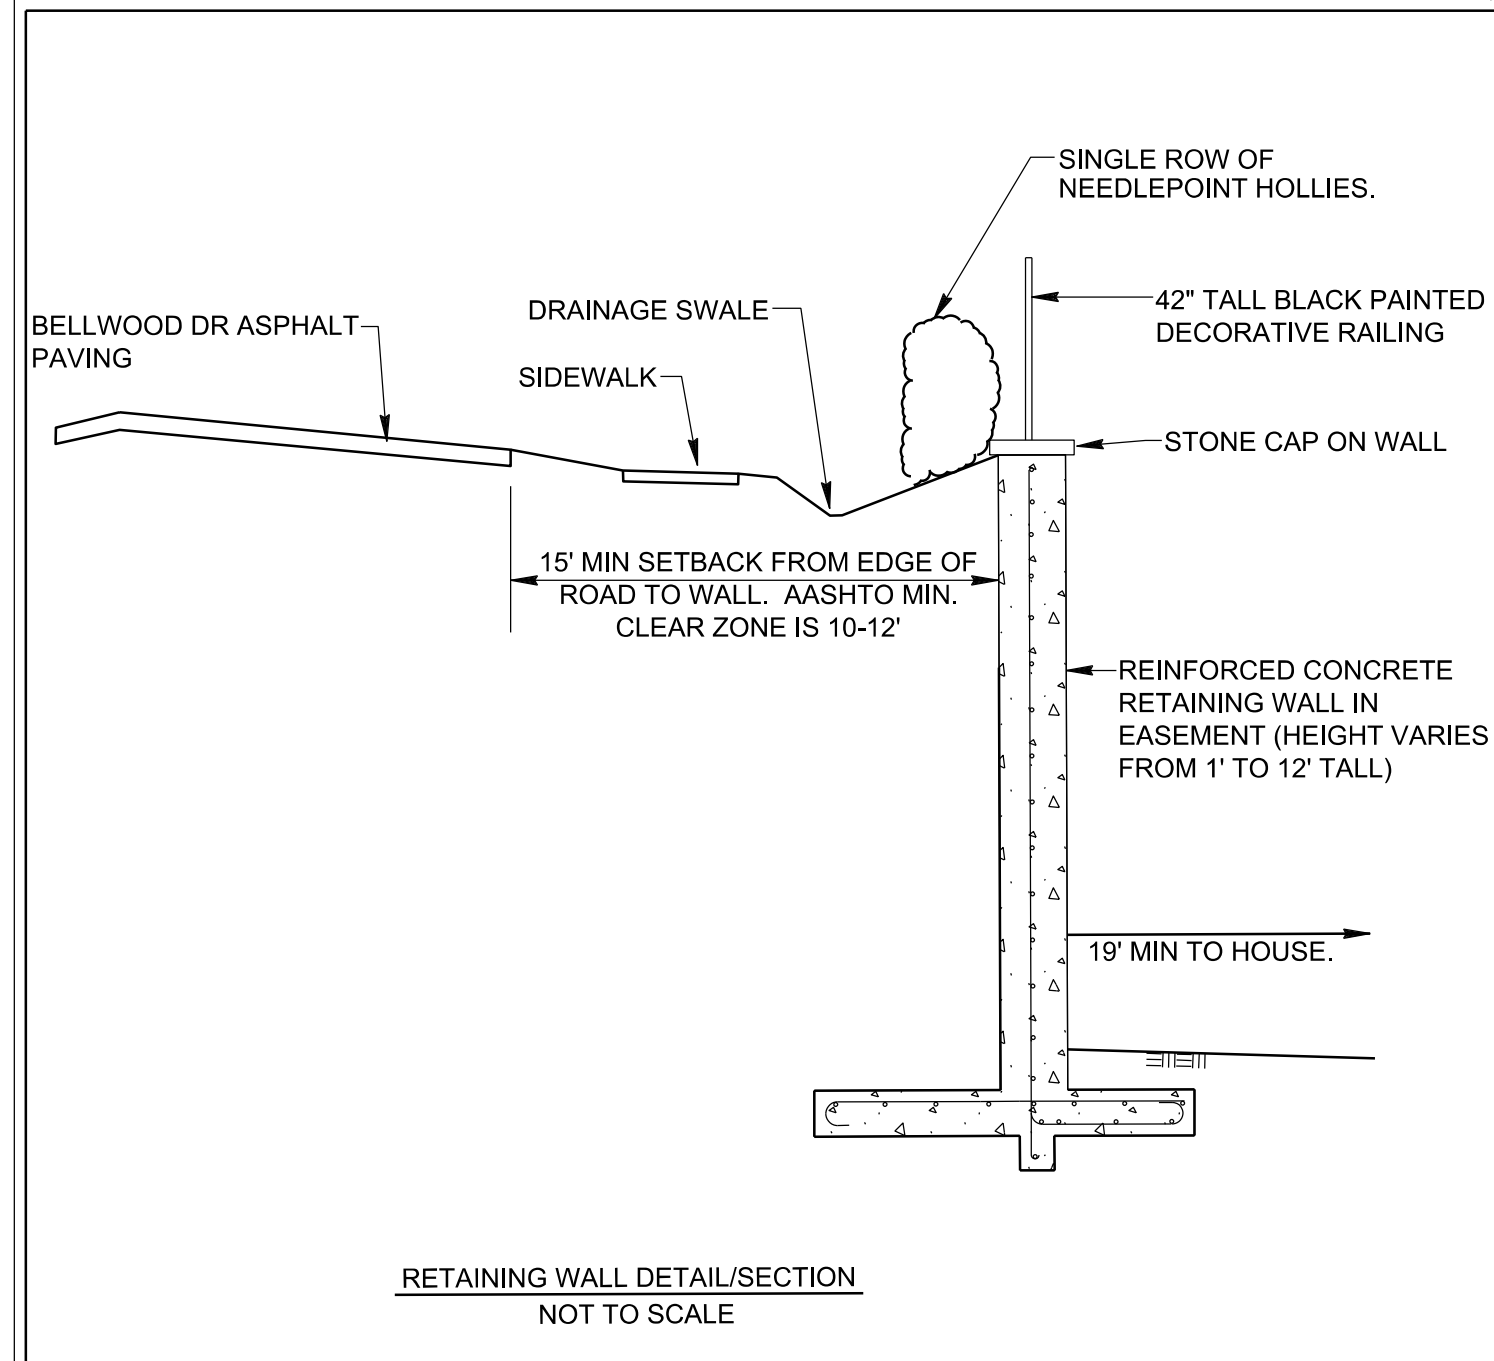 SINGLE ROW OF
NEEDLEPOINT HOLLIES.
42" TALL BLACK PAINTED
DECORATIVE RAILING
DRAINAGE SWALE
BELLWOOD DR ASPHALT
PAVING
SIDEWALK
STONE CAP ON WALL
15' MIN SETBACK FROM EDGE OF
ROAD TO WALL.  AASHTO MIN.
CLEAR ZONE IS 10-12'
REINFORCED CONCRETE
RETAINING WALL IN
EASEMENT (HEIGHT VARIES
FROM 1' TO 12' TALL)
19' MIN TO HOUSE.
RETAINING WALL DETAIL/SECTION
NOT TO SCALE